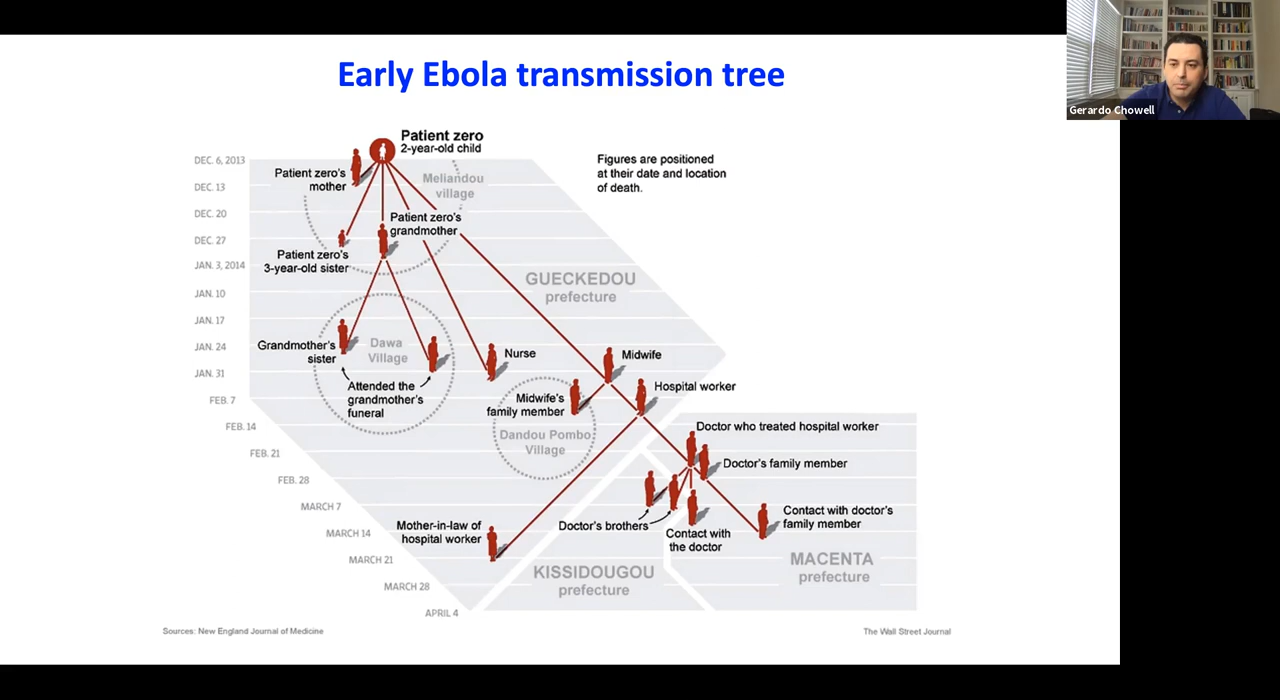 Early Ebola transmission tree
Gerardo Chowell
Patient zero
2-year-old child
DEC. 6, 2013
Figures are positioned
at their date and location
of death.
Patient zero's
mother
Meliandou
village
DEC. 13
DEC. 20
Patient zero's
grandmother
DEC. 27
Patient zero's
3-year-old sister
JAN. 3, 2014
GUECKEDOU
prefecture
JAN. 10
JAN. 17
JAN. 24
Grandmother's
sister
Dawa
Village
Nurse
Midwife
JAN. 31
Attended the
grandmother's
funeral
Hospital worker
FEB. 7
Midwife's
family member
FEB. 14
Dandou Pombo
Village
Doctor who treated hospital worker
FEB. 21
Doctor's family member
FEB. 28
MARCH 7
Contact with doctor's
family member
MARCH 14
Mother-in-law of
hospital worker
Doctor's brothers
Contact with
the doctor
MARCH 21
KISSIDOUGOU
prefecture
MACENTA
prefecture
MARCH 28
APRIL 4
Sources: New England Journal of Medicine
The Wall Street Journal